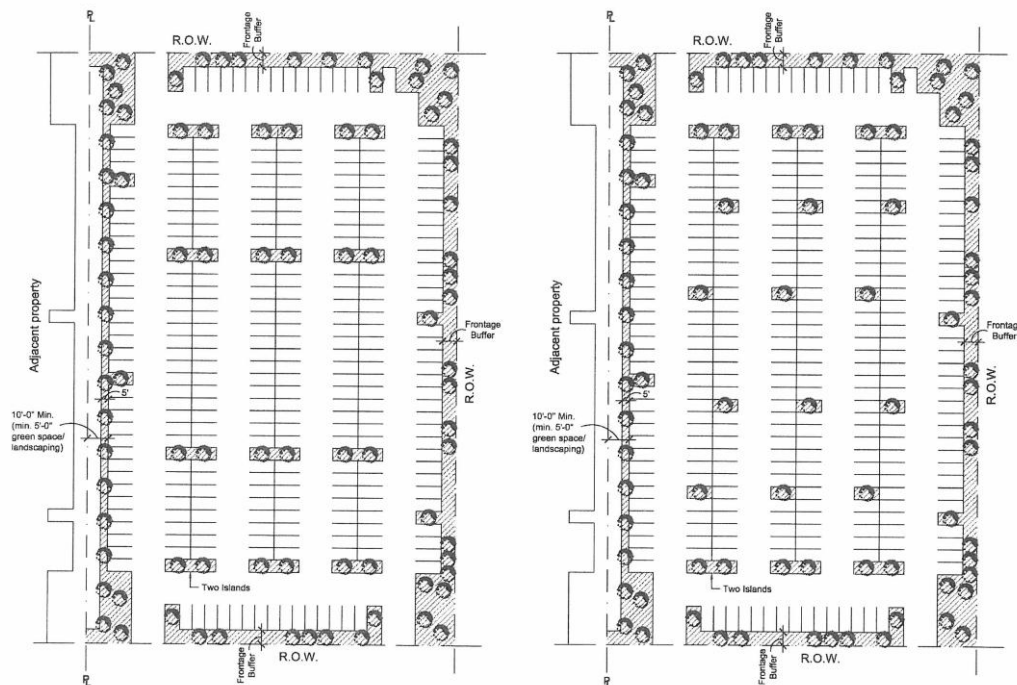 PL
R.O.W.
Frontage
Buffer
Adjacent property
10'-0" Min.
(min. 5'-0"
green space/
landscaping)
5'
Frontage
Buffer
R.O.W.
Two Islands
Frontage
Buffer
R.O.W.
PL
PL
R.O.W.
Frontage
Buffer
Adjacent property
10'-0" Min.
(min. 5'-0"
green space/
landscaping)
5'
Frontage
Buffer
R.O.W.
Two Islands
Frontage
Buffer
R.O.W.
PL